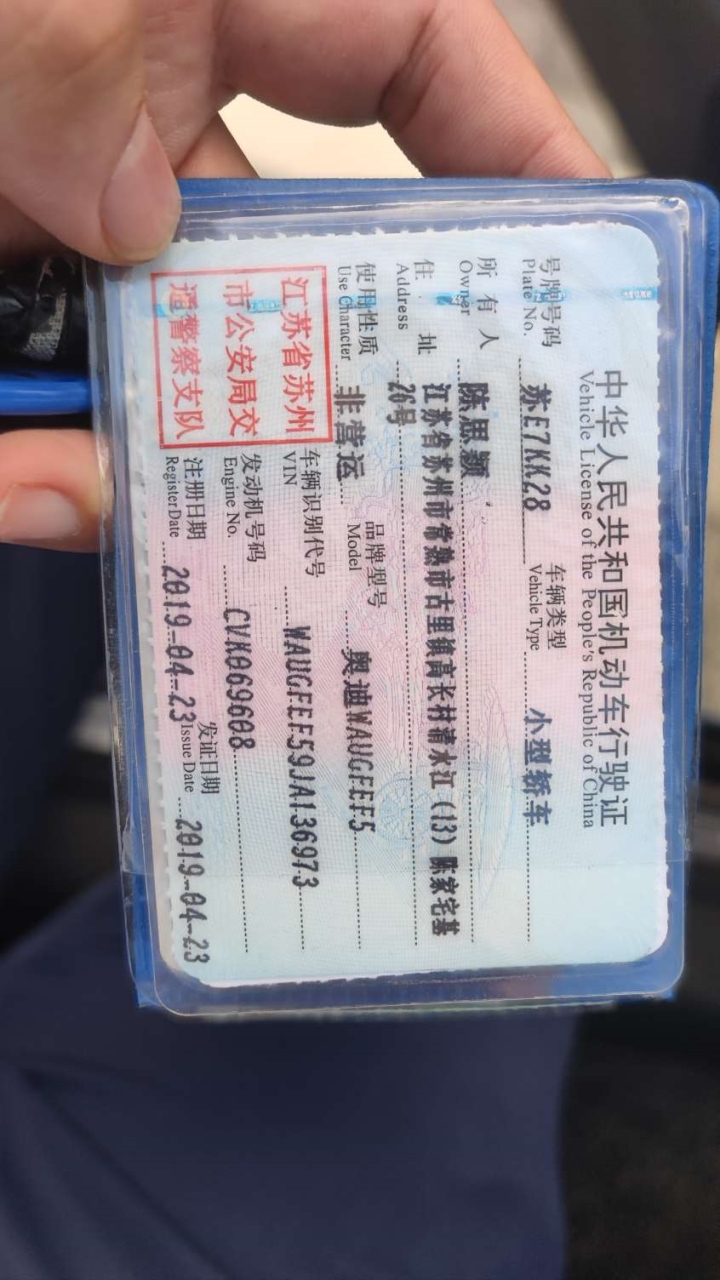 中华人民共和国机动车行驶证
Vehicle License of the People's Republic of China
号牌号码 苏E7KK28 车辆类型 小型轿车
Plate No. Vehicle Type
所有人 陈思颖
Owner
住址 江苏省苏州市常熟市古里镇高长村清水江(13)陈家宅基
Address 26号
使用性质 非营运 品牌型号 奥迪WAUGFEF5
Use Character Model
江苏省苏州
市公安局交
通警察支队
车辆识别代号 WAUGFEF59JA136973
VIN
发动机号码 CVK069608
Engine No.
注册日期 2019-04-23 发证日期 2019-04-23
Register Date Issue Date